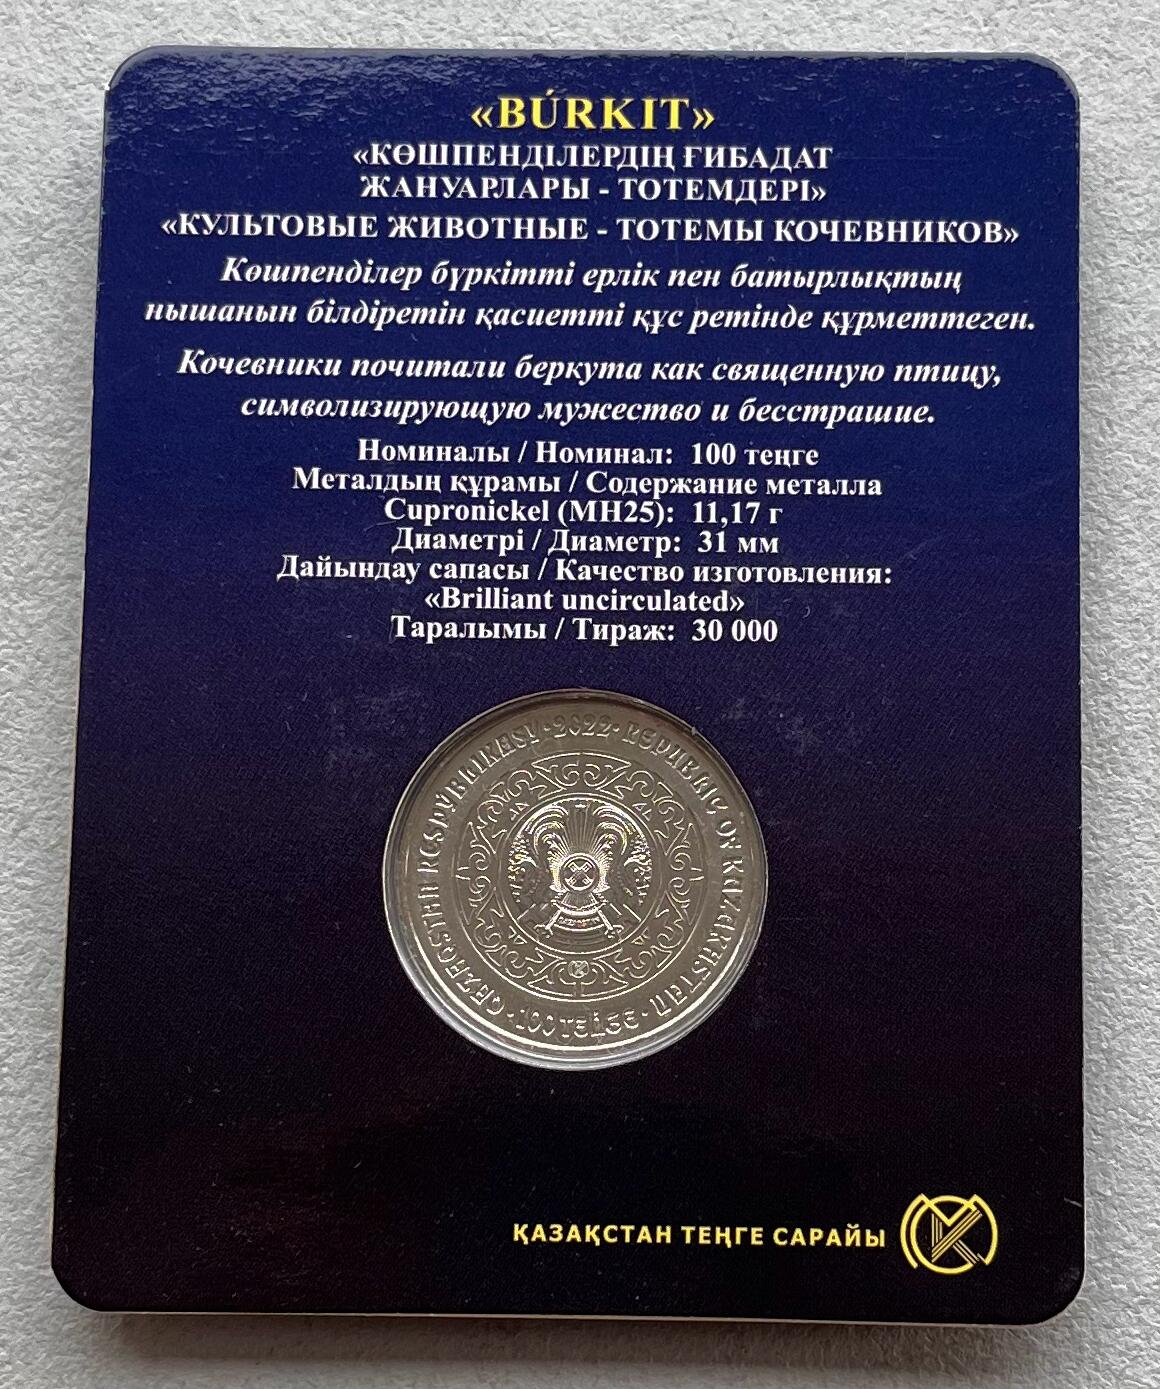 «BÚRKIT»
«КӨШПЕНДІЛЕРДІҢ ҒИБАДАТ
ЖАНУАРЛАРЫ - ТОТЕМДЕРІ»
«КУЛЬТОВЫЕ ЖИВОТНЫЕ - ТОТЕМЫ КОЧЕВНИКОВ»
Көшпенділер бүркітті ерлік пен батырлықтың
нышанын білдіретін қасиетті құс ретінде құрметтеген.
Кочевники почитали беркута как священную птицу,
символизирующую мужество и бесстрашие.
Номиналы / Номинал: 100 теңге
Металдың құрамы / Содержание металла
Cupronickel (МН25): 11,17 г
Диаметрі / Диаметр: 31 мм
Дайындау сапасы / Качество изготовления:
«Brilliant uncirculated»
Таралымы / Тираж: 30 000
QAZAQSTAN RESPÝBLIKASY · 2022 · REPUBLIC OF KAZAKHSTAN
· 100 TEŃGE ·
ҚАЗАҚСТАН ТЕҢГЕ САРАЙЫ